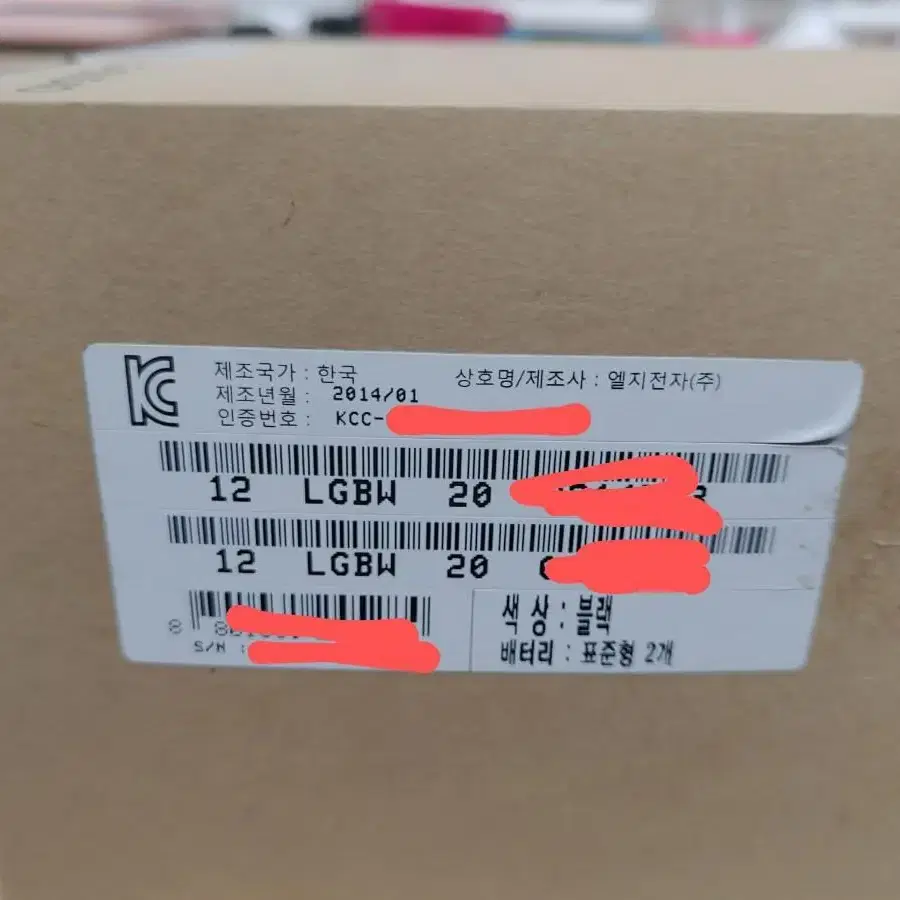 KC
제조국가 : 한국
상호명/제조사 : 엘지전자(주)
제조년월 : 2014/01
인증번호 : KCC-
12 LGBW 20
12 LGBW 20
8
S/N :
색상 : 블랙
배터리 : 표준형 2개